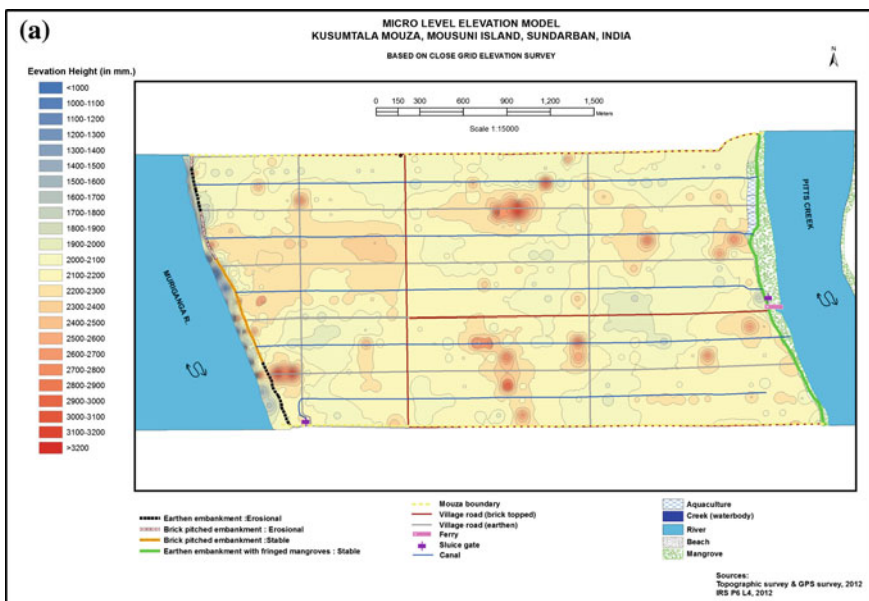 (a)
MICRO LEVEL ELEVATION MODEL
KUSUMTALA MOUZA, MOUSUNI ISLAND, SUNDARBAN, INDIA
BASED ON CLOSE GRID ELEVATION SURVEY
N
Eevation Height (in mm.)
<1000
1000-1100
1100-1200
1200-1300
1300-1400
1400-1500
1500-1600
1600-1700
1700-1800
1800-1900
1900-2000
2000-2100
2100-2200
2200-2300
2300-2400
2400-2500
2500-2600
2600-2700
2700-2800
2800-2900
2900-3000
3000-3100
3100-3200
>3200
0 150 300 600 900 1,200 1,500
Meters
Scale 1:15000
MURIGANGA R.
PITTS CREEK
Earthen embankment :Erosional
Brick pitched embankment : Erosional
Brick pitched embankment :Stable
Earthen embankment with fringed mangroves : Stable
Mouza boundary
Village road (brick topped)
Village road (earthen)
Ferry
Sluice gate
Canal
Aquaculture
Creek (waterbody)
River
Beach
Mangrove
Sources:
Topographic survey & GPS survey, 2012
IRS P6 L4, 2012